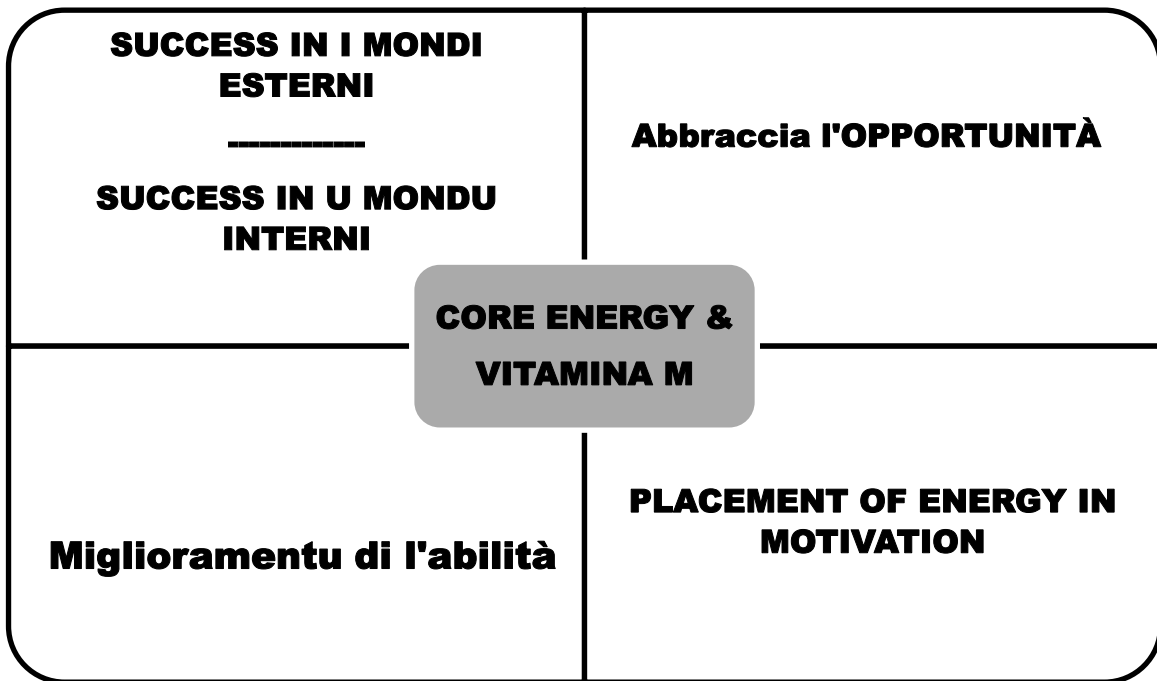 SUCCESS IN I MONDI
ESTERNI
-------------
SUCCESS IN U MONDU
INTERNI
Abbraccia l'OPPORTUNITÀ
CORE ENERGY &
VITAMINA M
Miglioramentu di l'abilità
PLACEMENT OF ENERGY IN
MOTIVATION